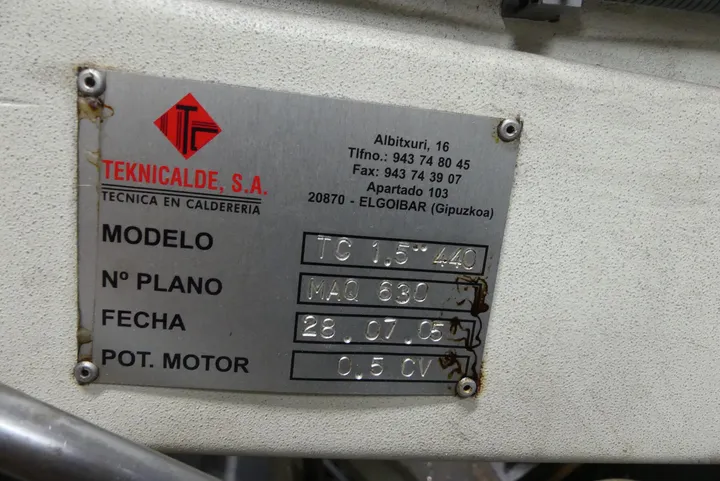 TC
TEKNICALDE, S.A.
TECNICA EN CALDERERIA
Albitxuri, 16
Tlfno.: 943 74 80 45
Fax: 943 74 39 07
Apartado 103
20870 - ELGOIBAR (Gipuzkoa)
MODELO TC 1,5" 440
Nº PLANO MAQ 630
FECHA 28.07.05
POT. MOTOR 0.5 CV